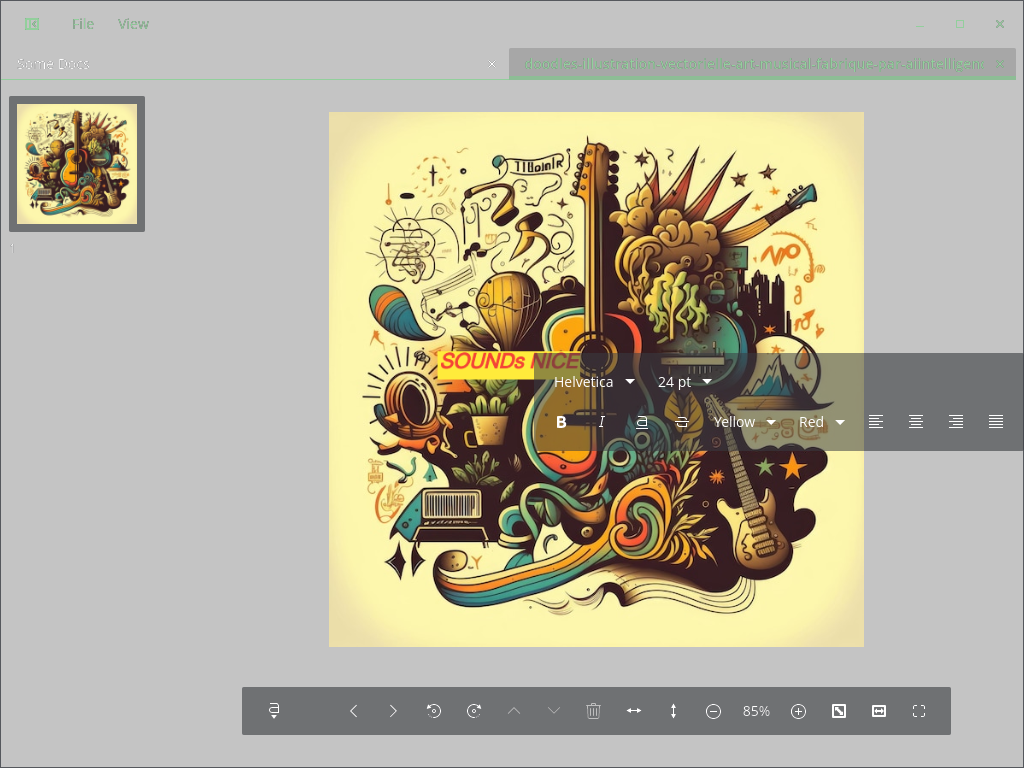 File View
Some Docs
SOUNDs NICE
Helvetica 24 pt
B I a S Yellow Red
85%